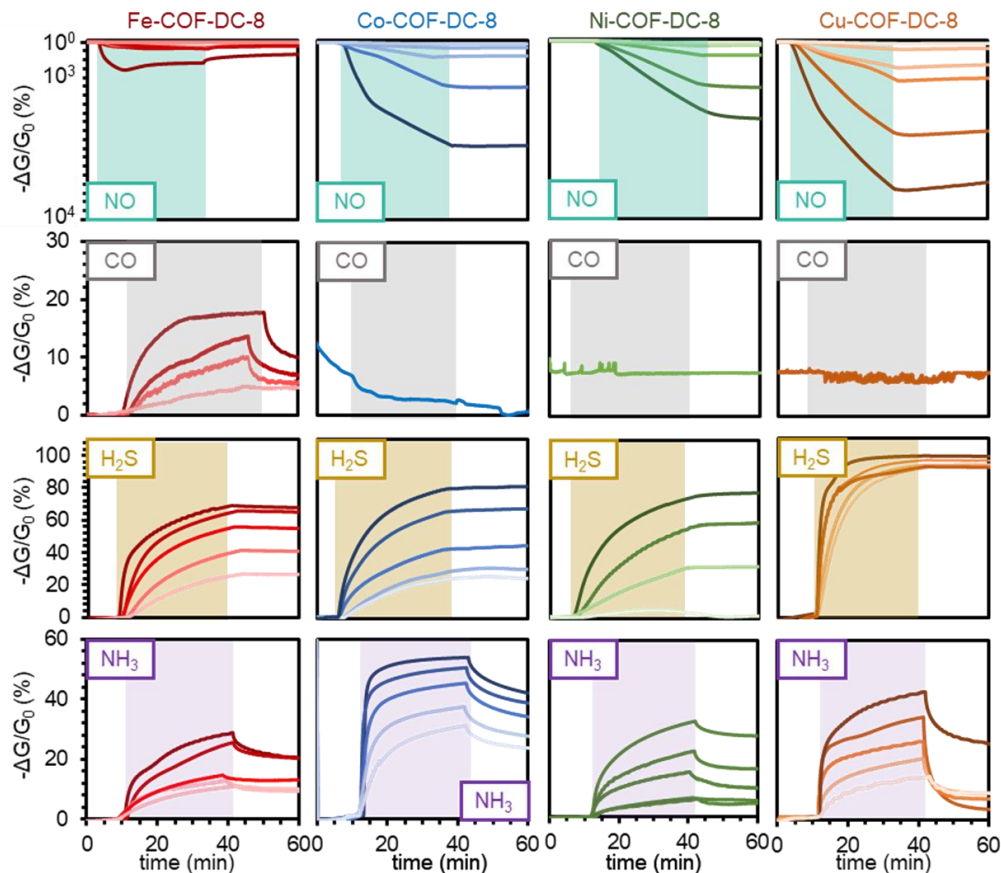 Fe-COF-DC-8 Co-COF-DC-8 Ni-COF-DC-8 Cu-COF-DC-8
10⁰
10³
10⁴
-ΔG/G₀ (%)
NO NO NO NO
30
20
10
0
-ΔG/G₀ (%)
CO CO CO CO
100
80
60
40
20
0
-ΔG/G₀ (%)
H₂S H₂S H₂S H₂S
60
40
20
0
-ΔG/G₀ (%)
NH₃ NH₃ NH₃ NH₃
0 20 40 60 0 20 40 60 0 20 40 60 0 20 40 60
time (min) time (min) time (min) time (min)